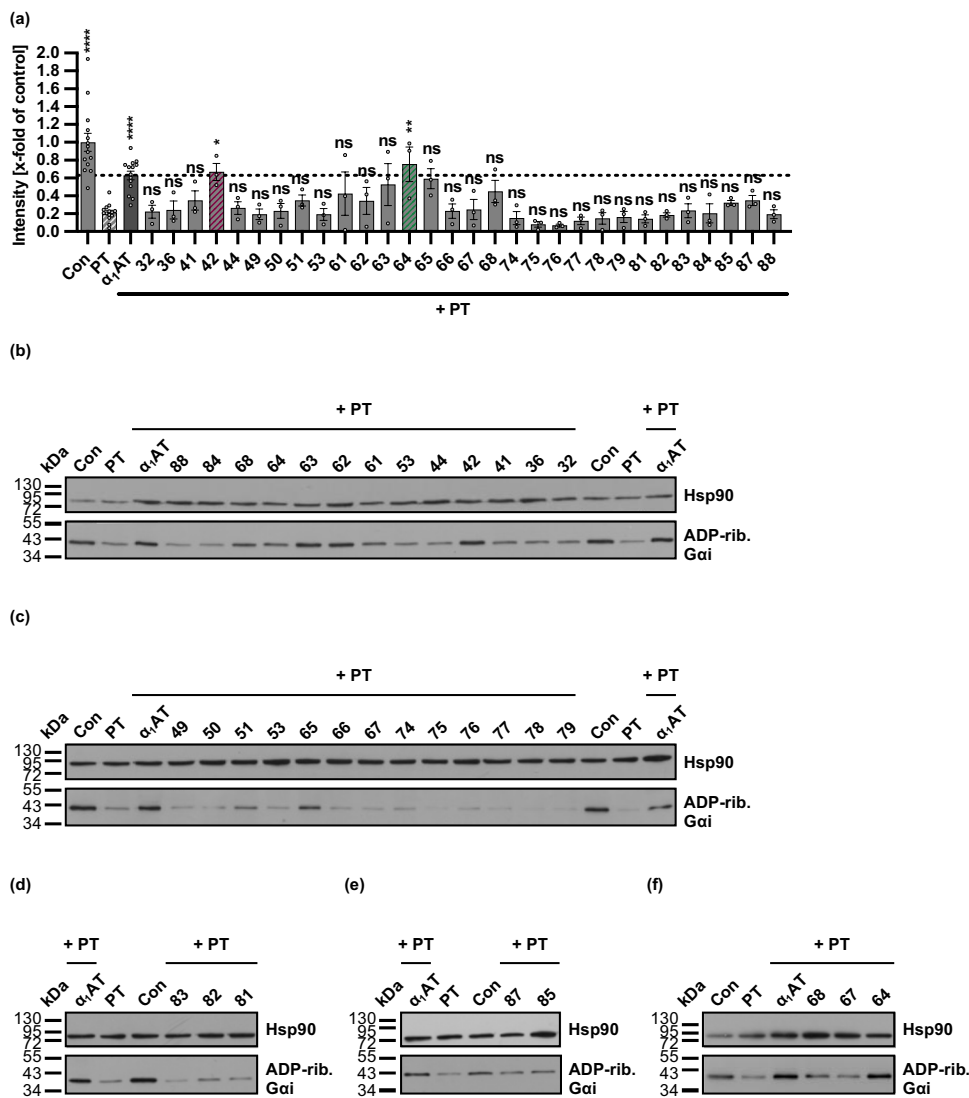 (a)
Intensity [x-fold of control]
2.0
1.8
1.6
1.4
1.2
1.0
0.8
0.6
0.4
0.2
0.0
**** **** ns ns ns * ns ns ns ns ns ns ns ns ** ns ns ns ns ns ns ns ns ns ns ns ns ns ns ns ns ns
Con PT α₁AT 32 36 41 42 44 49 50 51 53 61 62 63 64 65 66 67 68 74 75 76 77 78 79 81 82 83 84 85 87 88
+ PT
(b)
+ PT + PT
kDa Con PT α₁AT 88 84 68 64 63 62 61 53 44 42 41 36 32 Con PT α₁AT
130
95
72
Hsp90
55
43
34
ADP-rib.
Gαi
(c)
+ PT + PT
kDa Con PT α₁AT 49 50 51 53 65 66 67 74 75 76 77 78 79 Con PT α₁AT
130
95
72
Hsp90
55
43
34
ADP-rib.
Gαi
(d)
+ PT + PT
kDa α₁AT PT Con 83 82 81
130
95
72
Hsp90
55
43
34
ADP-rib.
Gαi
(e)
+ PT + PT
kDa α₁AT PT Con 87 85
130
95
72
Hsp90
55
43
34
ADP-rib.
Gαi
(f)
+ PT
kDa Con PT α₁AT 68 67 64
130
95
72
Hsp90
55
43
34
ADP-rib.
Gαi